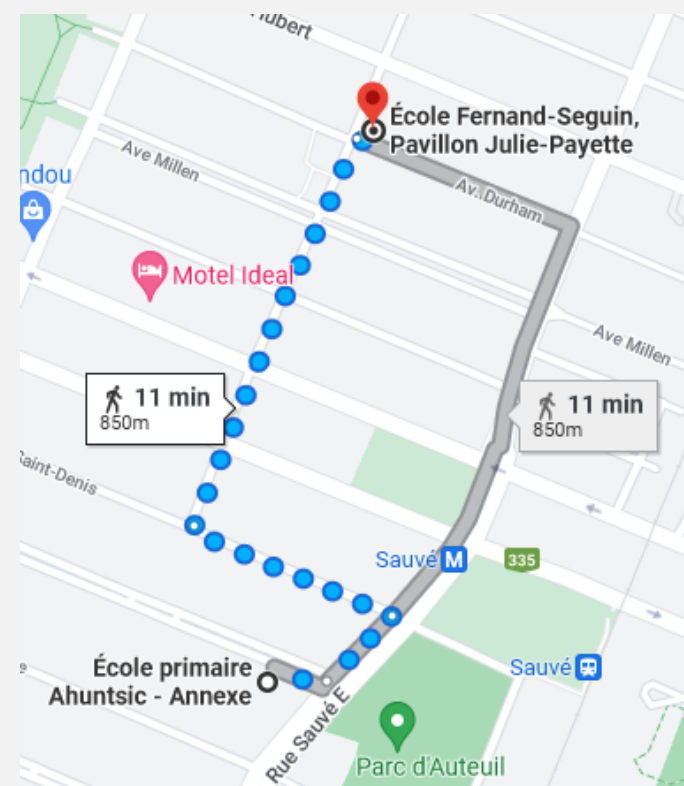 Hubert
École Fernand-Seguin,
Pavillon Julie-Payette
Ave Millen
ndou
Av. Durham
Motel Ideal
Ave Millen
11 min
850m
11 min
850m
Saint-Denis
Sauvé M
335
École primaire
Ahuntsic - Annexe
Sauvé
Rue Sauvé E
Parc d'Auteuil